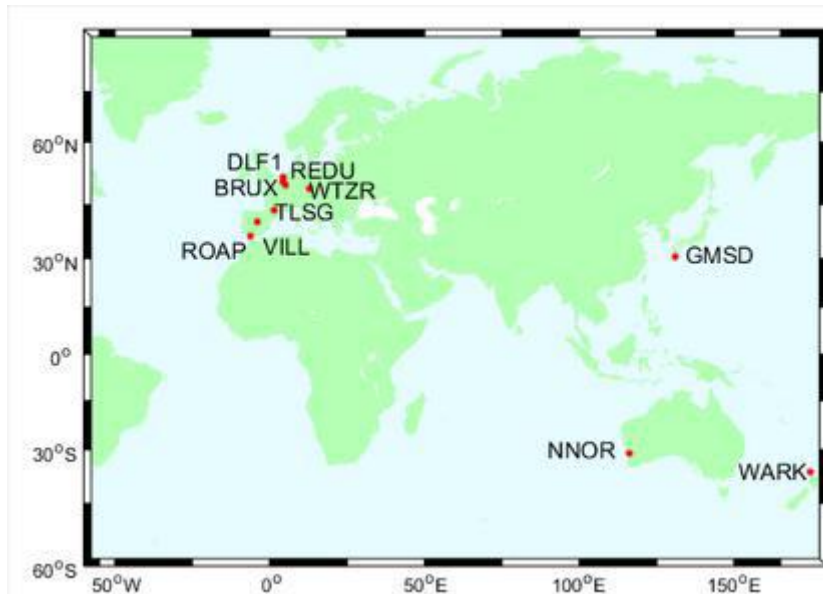 60°N
DLF1
REDU
BRUX
WTZR
TLSG
ROAP
VILL
30°N
GMSD
0°
30°S
NNOR
WARK
60°S
50°W
0°
50°E
100°E
150°E